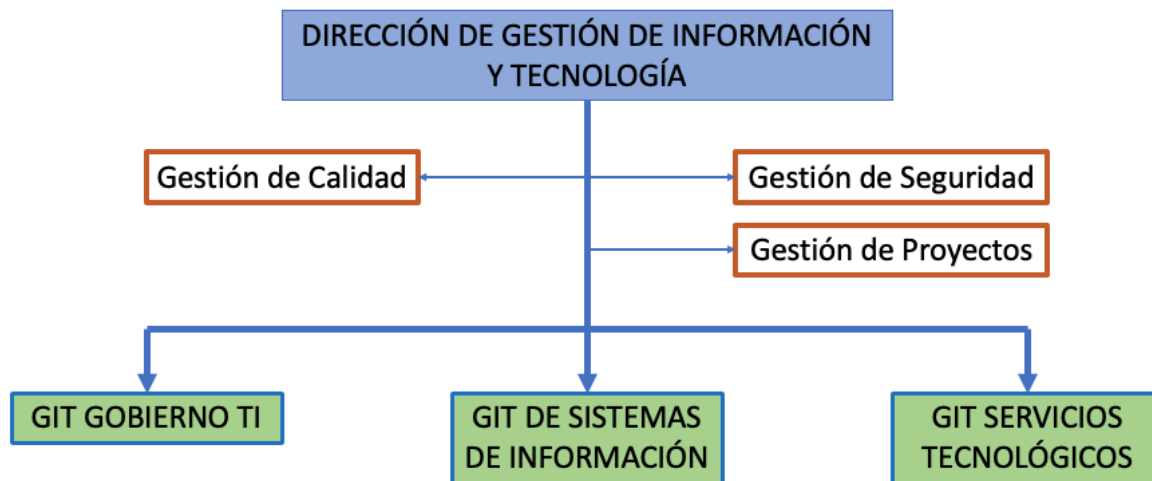 DIRECCIÓN DE GESTIÓN DE INFORMACIÓN
Y TECNOLOGÍA
Gestión de Calidad
Gestión de Seguridad
Gestión de Proyectos
GIT GOBIERNO TI
GIT DE SISTEMAS
DE INFORMACIÓN
GIT SERVICIOS
TECNOLÓGICOS